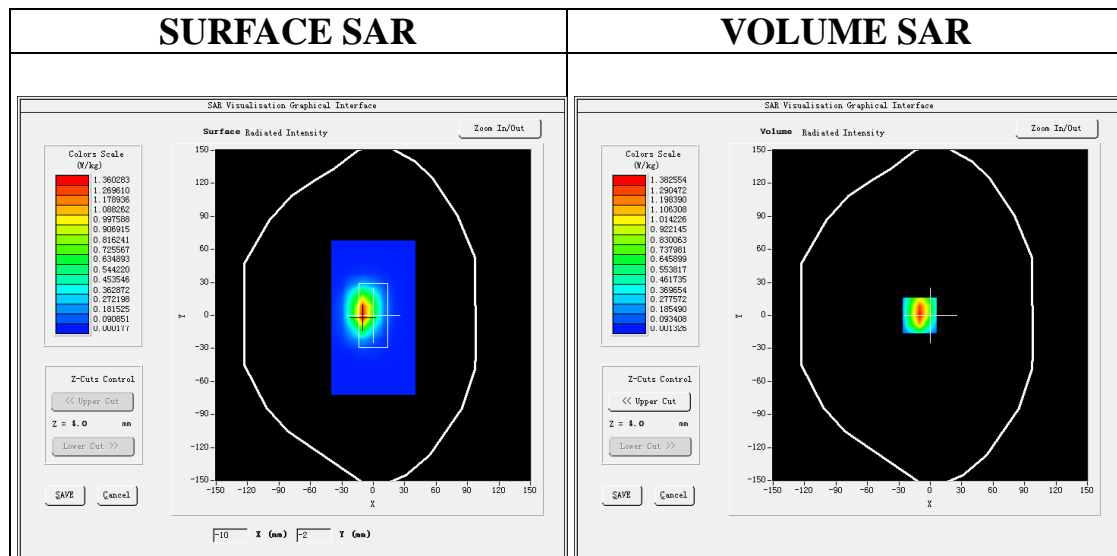 SURFACE SAR
VOLUME SAR
SAR Visualisation Graphical Interface
Surface Radiated Intensity
Zoom In/Out
Colors Scale
(W/kg)
1.360283
1.269610
1.178936
1.088262
0.997588
0.906915
0.816241
0.725567
0.634893
0.544220
0.453546
0.362872
0.272198
0.181525
0.090851
0.000177
150
120
90
60
30
0
-30
-60
-90
-120
-150
Y
-150 -120 -90 -60 -30 0 30 60 90 120 150
X
Z-Cuts Control
<< Upper Cut
Z = 4.0 mm
Lower Cut >>
SAVE Cancel
-10 X (mm) -2 Y (mm)
SAR Visualisation Graphical Interface
Volume Radiated Intensity
Zoom In/Out
Colors Scale
(W/kg)
1.382554
1.290472
1.198390
1.106308
1.014226
0.922145
0.830063
0.737981
0.645899
0.553817
0.461735
0.369654
0.277572
0.185490
0.093408
0.001326
150
120
90
60
30
0
-30
-60
-90
-120
-150
Y
-150 -120 -90 -60 -30 0 30 60 90 120 150
X
Z-Cuts Control
<< Upper Cut
Z = 4.0 mm
Lower Cut >>
SAVE Cancel